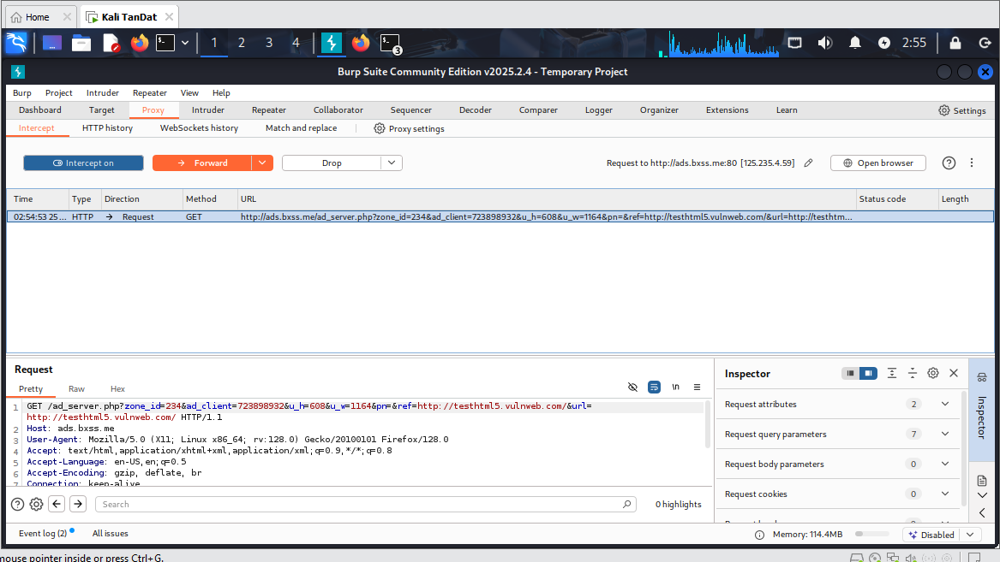 Home
Kali TanDat
1 2 3 4
3
2:55
Burp Suite Community Edition v2025.2.4 - Temporary Project
Burp Project Intruder Repeater View Help
Dashboard Target Proxy Intruder Repeater Collaborator Sequencer Decoder Comparer Logger Organizer Extensions Learn Settings
Intercept HTTP history WebSockets history Match and replace Proxy settings
Intercept on Forward Drop Request to http://ads.bxss.me:80 [125.235.4.59] Open browser
Time Type Direction Method URL Status code Length
02:54:53 25... HTTP → Request GET http://ads.bxss.me/ad_server.php?zone_id=234&ad_client=723898932&u_h=608&u_w=1164&pn=&ref=http://testhtml5.vulnweb.com/&url=http://testhtm...
Request
Pretty Raw Hex
\n
1 GET /ad_server.php?zone_id=234&ad_client=723898932&u_h=608&u_w=1164&pn=&ref=http://testhtml5.vulnweb.com/&url=
http://testhtml5.vulnweb.com/ HTTP/1.1
2 Host: ads.bxss.me
3 User-Agent: Mozilla/5.0 (X11; Linux x86_64; rv:128.0) Gecko/20100101 Firefox/128.0
4 Accept: text/html,application/xhtml+xml,application/xml;q=0.9,*/*;q=0.8
5 Accept-Language: en-US,en;q=0.5
6 Accept-Encoding: gzip, deflate, br
7 Connection: keep-alive
Search
0 highlights
Inspector
Request attributes 2
Request query parameters 7
Request body parameters 0
Request cookies 0
Inspector
Event log (2) All issues
Memory: 114.4MB
Disabled
mouse pointer inside or press Ctrl+G.